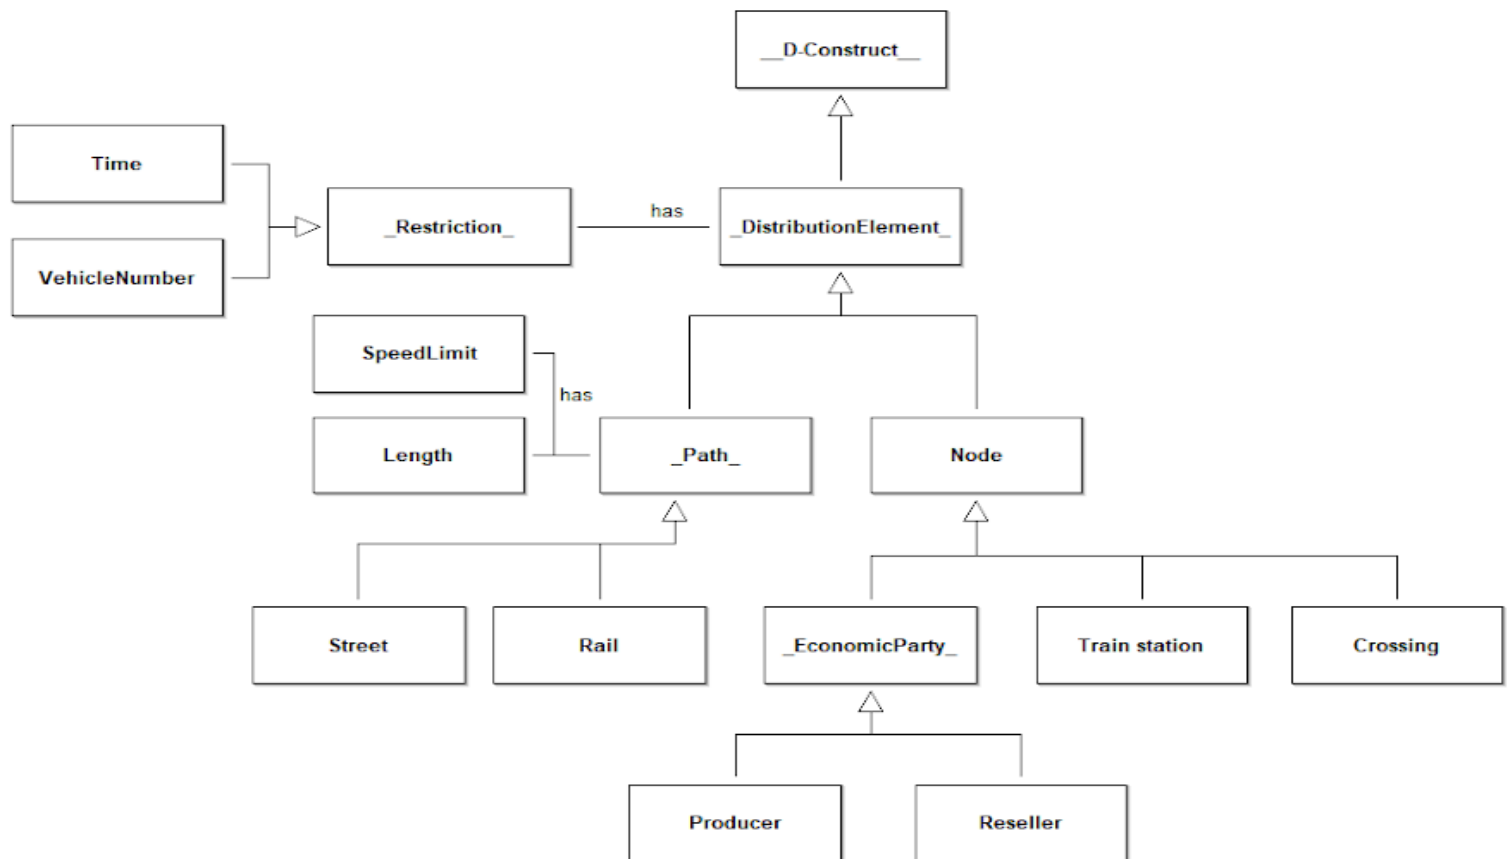 __D-Construct__
Time
_Restriction_
has
_DistributionElement_
VehicleNumber
SpeedLimit
has
Length
_Path_
Node
Street
Rail
_EconomicParty_
Train station
Crossing
Producer
Reseller